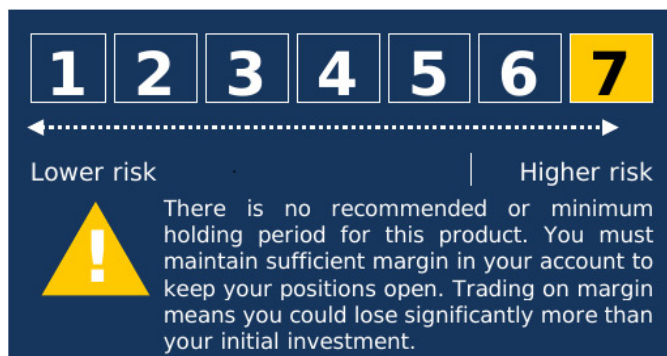 1 2 3 4 5 6 7
Lower risk Higher risk
There is no recommended or minimum
holding period for this product. You must
maintain sufficient margin in your account to
keep your positions open. Trading on margin
means you could lose significantly more than
your initial investment.